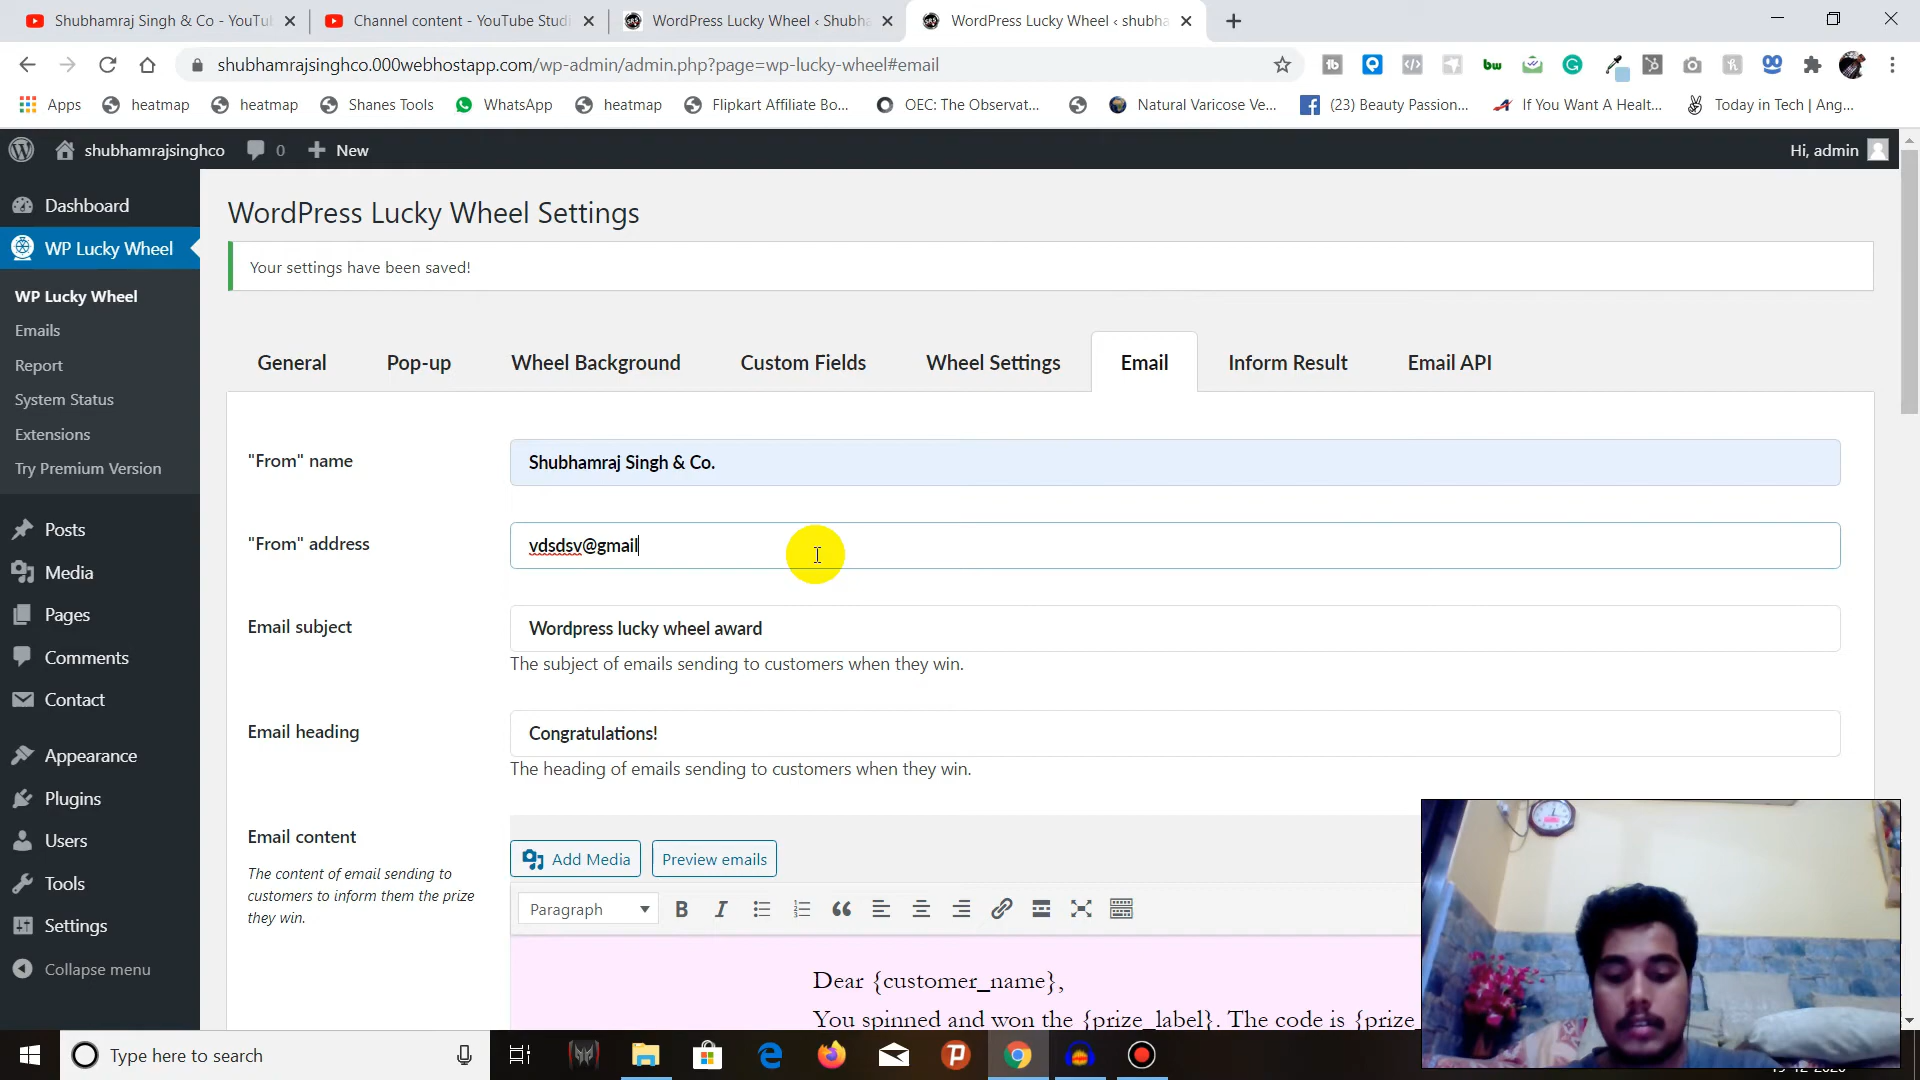 Shubhamraj Singh & Co - YouTu
Channel content - YouTube Studi
WordPress Lucky Wheel ‹ Shubha
WordPress Lucky Wheel ‹ shubha
shubhamrajsinghco.000webhostapp.com/wp-admin/admin.php?page=wp-lucky-wheel#email
Apps
heatmap
heatmap
Shanes Tools
WhatsApp
heatmap
Flipkart Affiliate Bo...
OEC: The Observat...
Natural Varicose Ve...
(23) Beauty Passion...
If You Want A Healt...
Today in Tech | Ang...
shubhamrajsinghco
0
New
Hi, admin
Dashboard
WP Lucky Wheel
WP Lucky Wheel
Emails
Report
System Status
Extensions
Try Premium Version
Posts
Media
Pages
Comments
Contact
Appearance
Plugins
Users
Tools
Settings
Collapse menu
WordPress Lucky Wheel Settings
Your settings have been saved!
General
Pop-up
Wheel Background
Custom Fields
Wheel Settings
Email
Inform Result
Email API
"From" name
Shubhamraj Singh & Co.
"From" address
vdsdsv@gmail
Email subject
Wordpress lucky wheel award
The subject of emails sending to customers when they win.
Email heading
Congratulations!
The heading of emails sending to customers when they win.
Email content
The content of email sending to
customers to inform them the prize
they win.
Add Media
Preview emails
Paragraph
Dear {customer_name},
You spinned and won the {prize_label}. The code is {prize
Type here to search